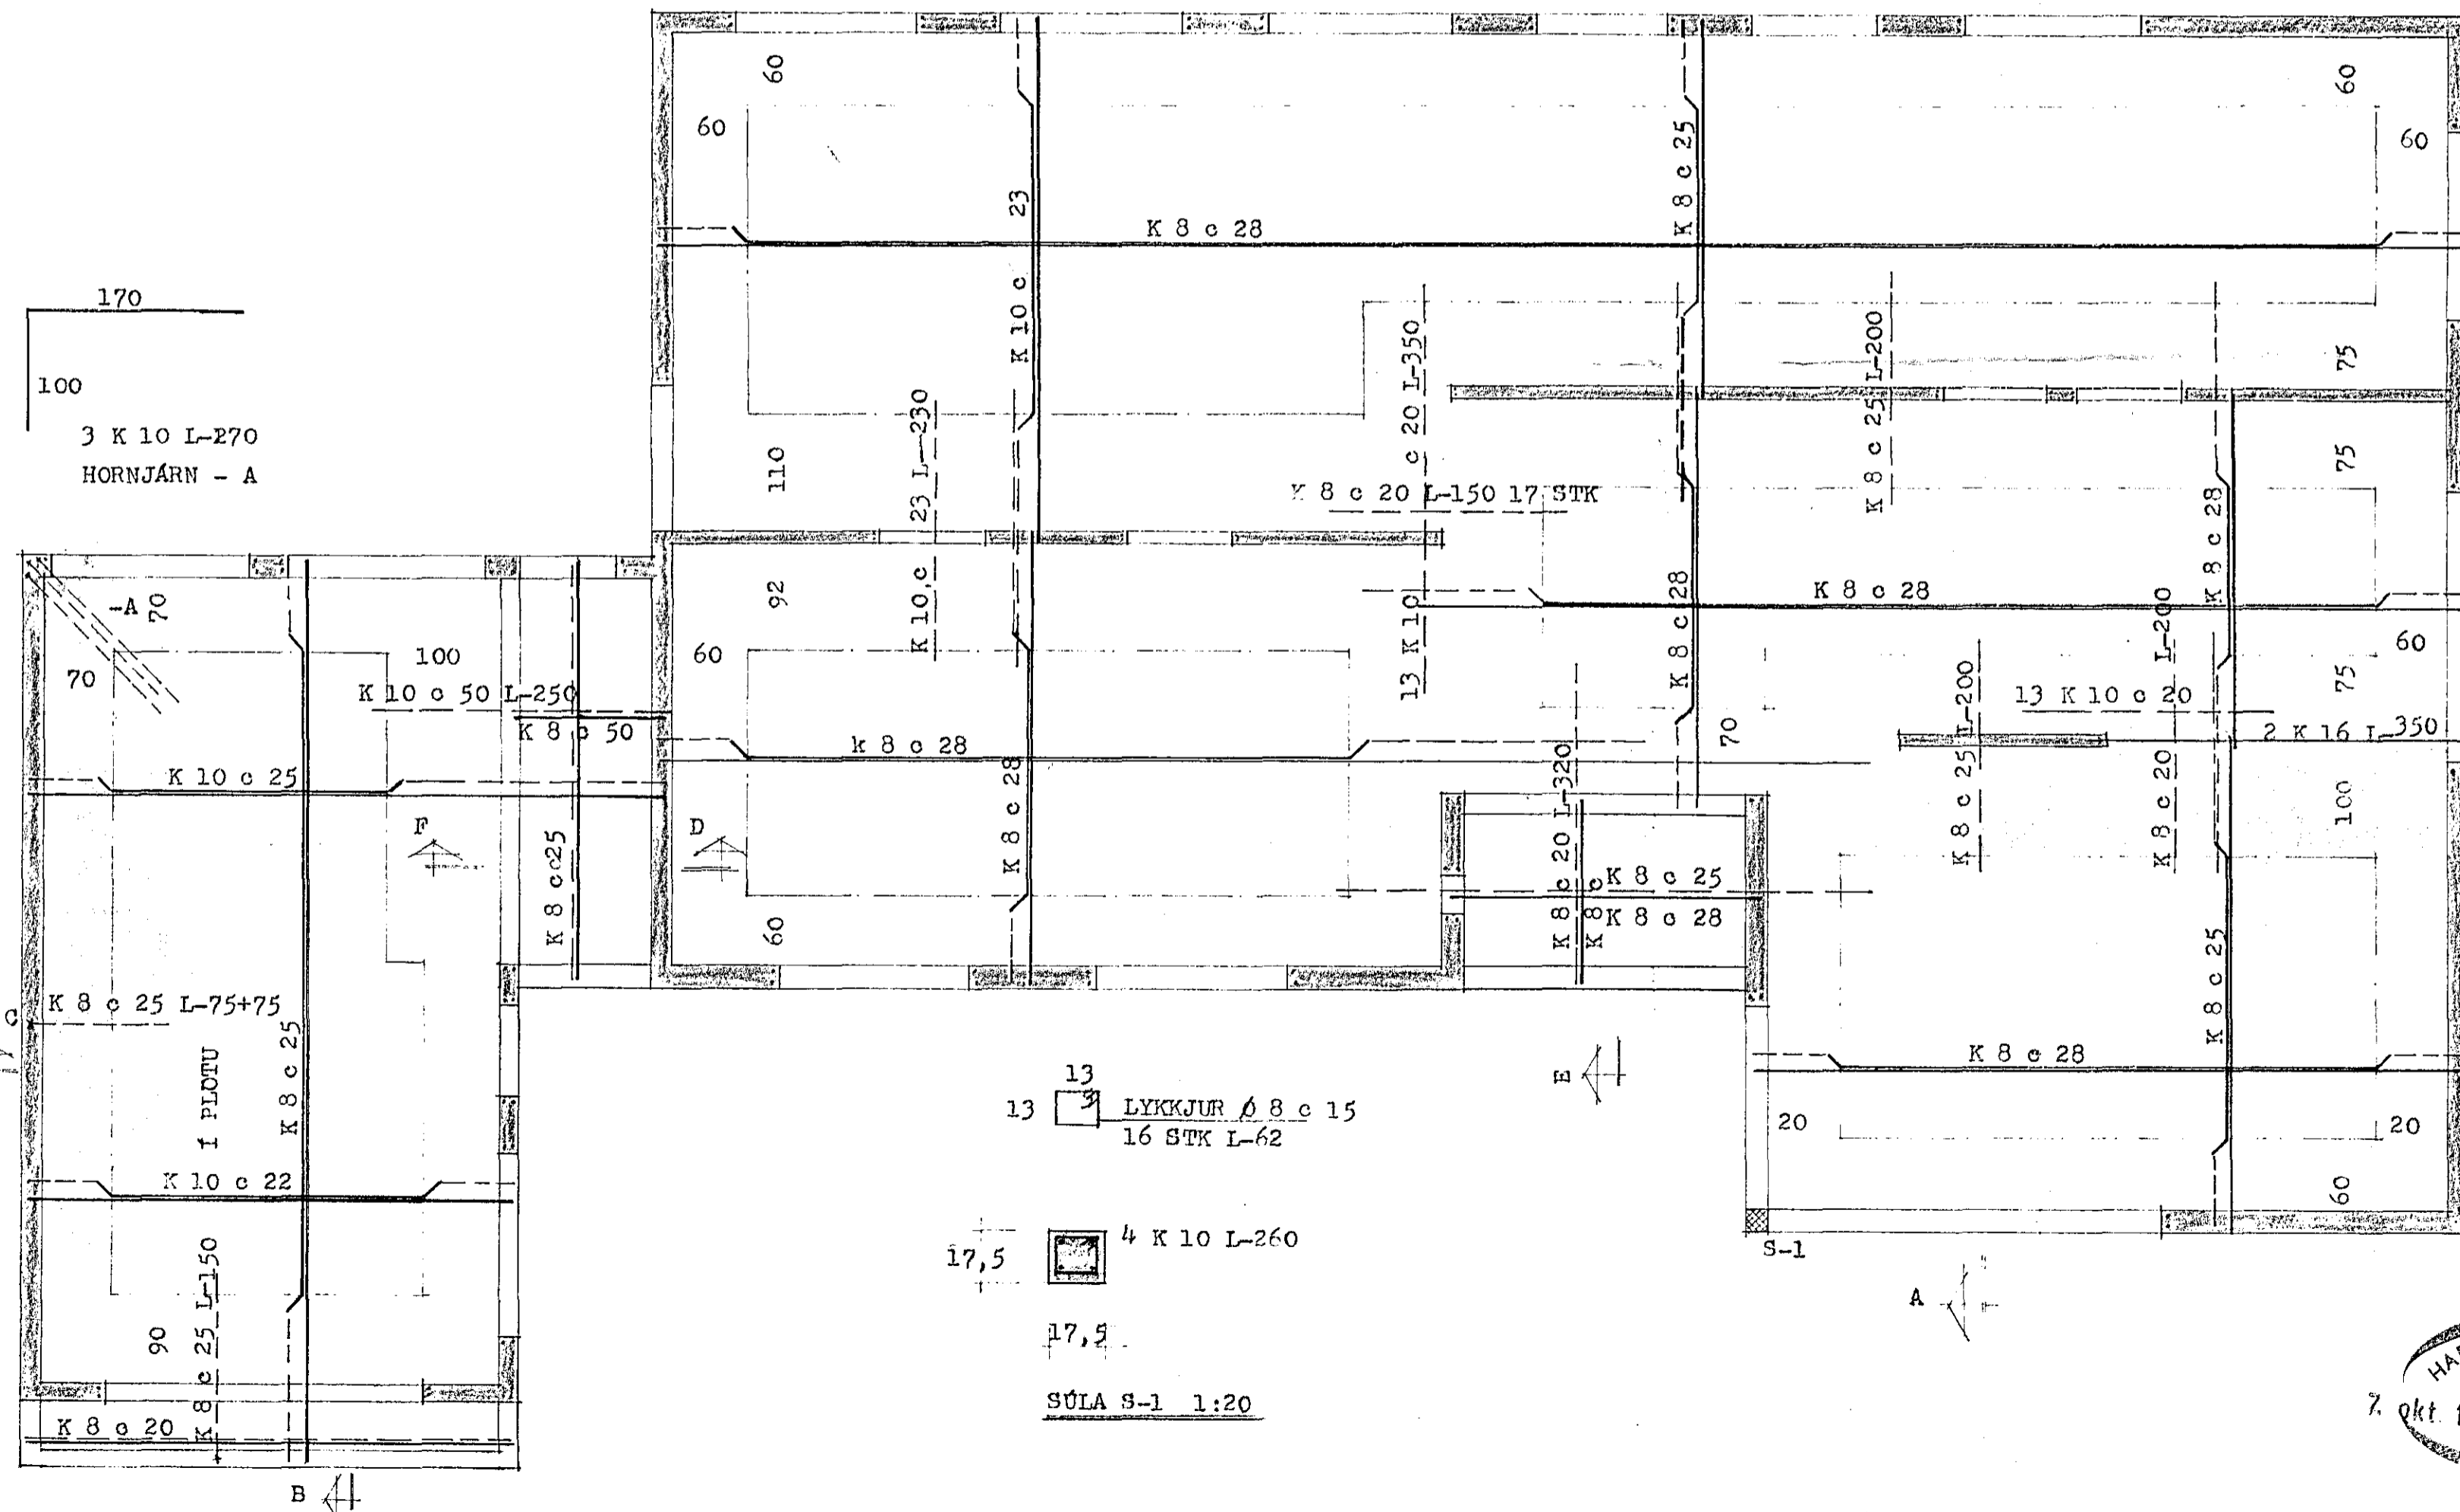 60
60
60
60
K 8 c 25
K 10 c 23
K 8 c 28
170
100
3 K 10 L-270
HORNJÁRN - A
110
K 10 c 23 L-230
13 K 10 c 20 L-350
K 8 c 25 L-200
75
75
K 8 c 20 L-150 17 STK
K 8 c 28
92
60
K 8 c 28
K 8 c 28
-A
70
70
100
K 10 c 50 L-250
K 8 c 50
k 8 c 28
K 8 c 28
K 8 c 20 L-320
70
K 8 c 25 L-200
K 8 c 20 L-200
13 K 10 c 20
60
75
2 K 16 L-350
100
K 10 c 25
F
D
K 8 c c25
60
K 8 c
K 8 c 25
K 8 c 28
K 8 c 25
C
K 8 c 25 L-75+75
Í PLÖTU
K 8 c 25
K 10 c 22
13
13
LYKKJUR Ø 8 c 15
16 STK L-62
E
K 8 c 28
20
20
60
17,5
4 K 10 L-260
17,5
S-1
A
90
K 8 c 25 L-150
K 8 c 20
SÚLA S-1 1:20
B
7. okt.